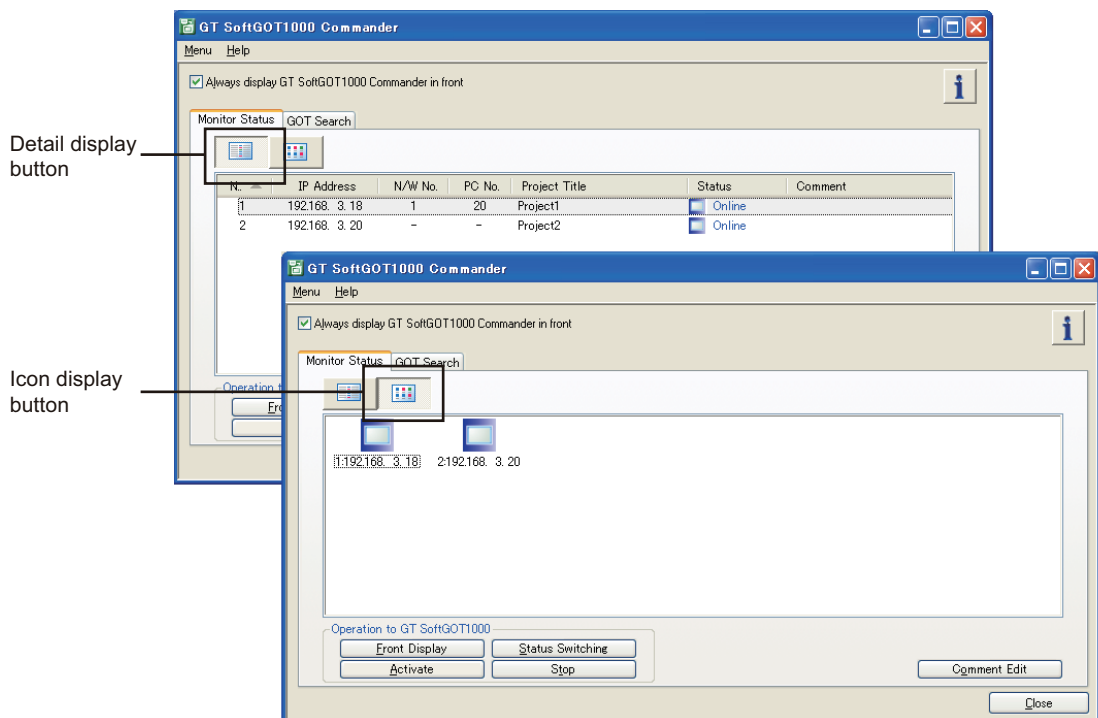 GT SoftGOT1000 Commander
Menu Help
Always display GT SoftGOT1000 Commander in front
i
Monitor Status GOT Search
Detail display
button
N.. IP Address N/W No. PC No. Project Title Status Comment
1 192.168. 3. 18 1 20 Project1 Online
2 192.168. 3. 20 - - Project2 Online
GT SoftGOT1000 Commander
Menu Help
Always display GT SoftGOT1000 Commander in front
i
Monitor Status GOT Search
Icon display
button
Operation
1:192.168. 3. 18 2:192.168. 3. 20
Operation to GT SoftGOT1000
Front Display Status Switching
Activate Stop
Comment Edit
Close